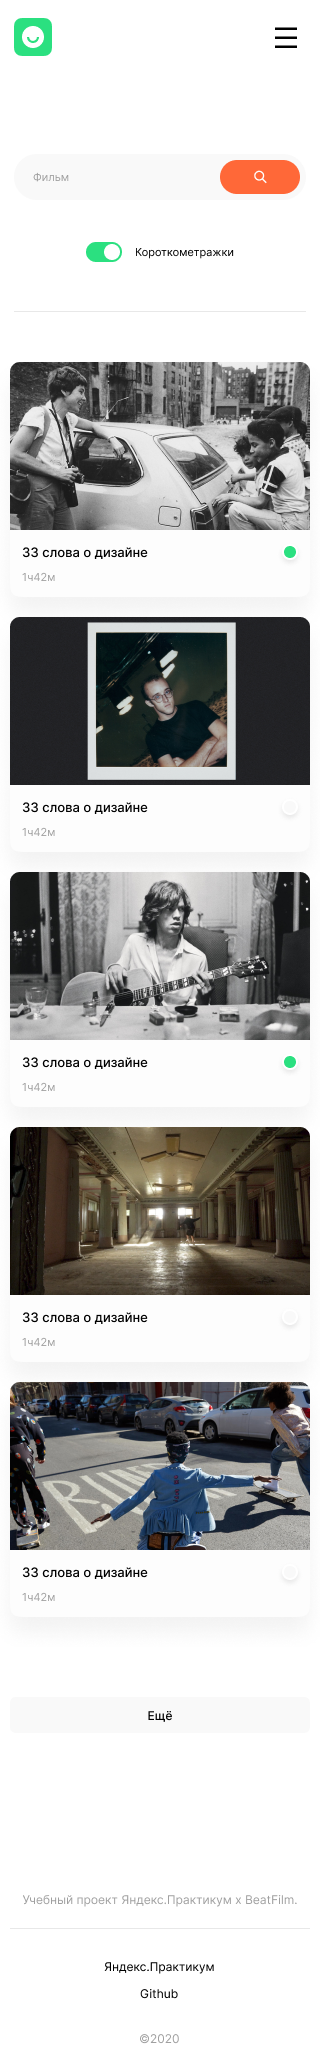 Фильм
Короткометражки
33 слова о дизайне
1ч42м
33 слова о дизайне
1ч42м
33 слова о дизайне
1ч42м
33 слова о дизайне
1ч42м
RUN
33 слова о дизайне
1ч42м
Ещё
Учебный проект Яндекс.Практикум х BeatFilm.
Яндекс.Практикум
Github
©2020